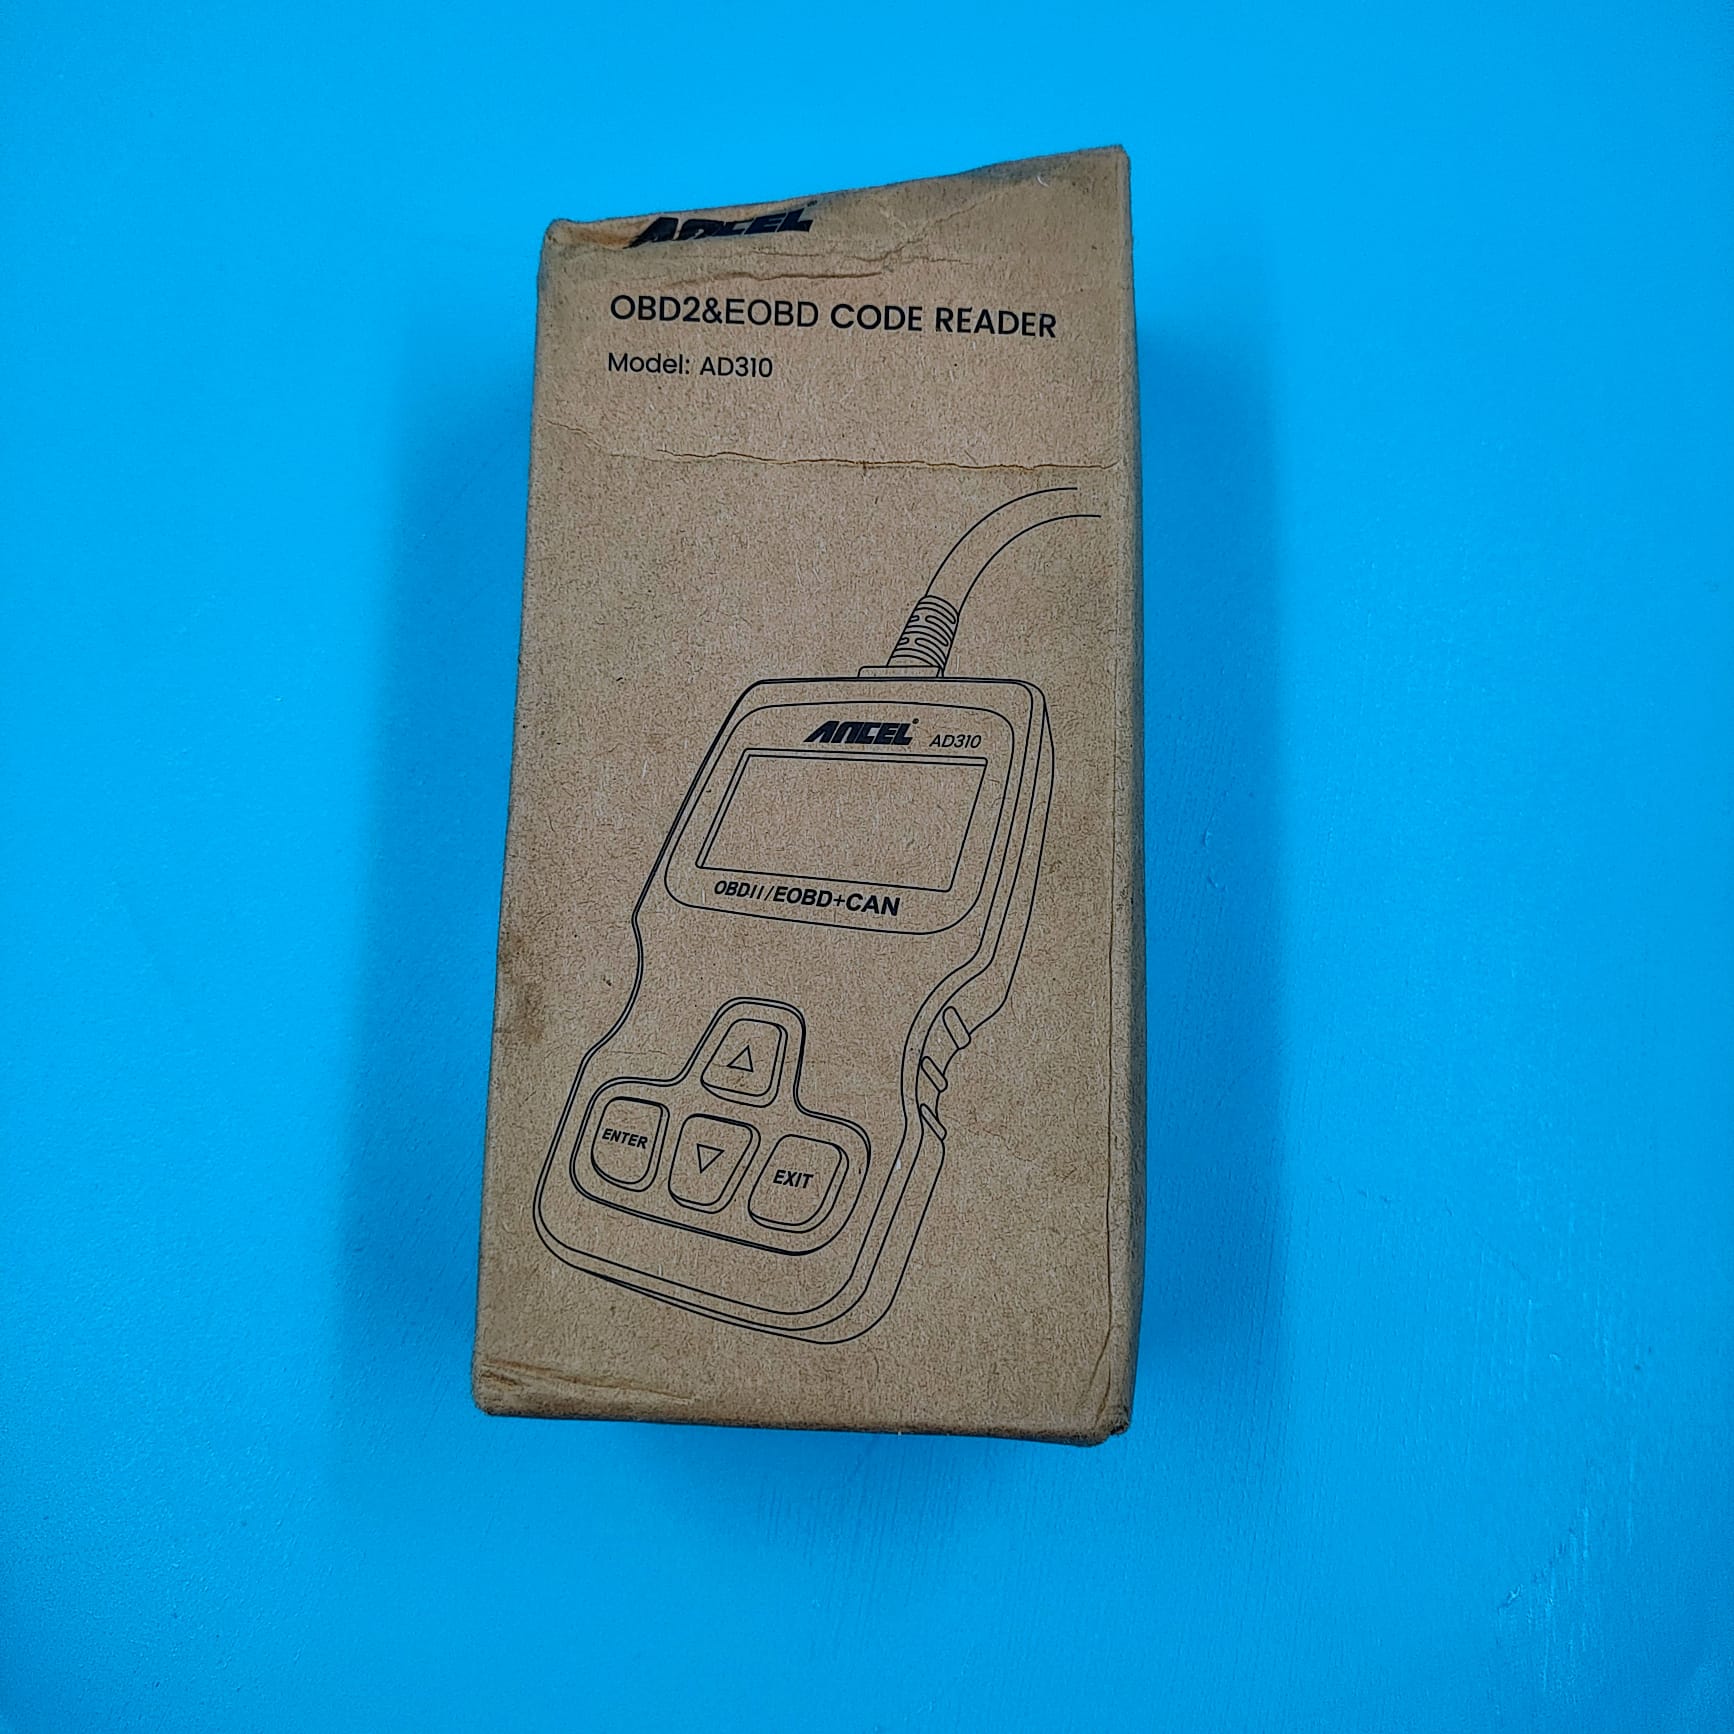 ANCEL®
OBD2&EOBD CODE READER
Model: AD310
ANCEL® AD310
OBDII/EOBD+CAN
ENTER
EXIT